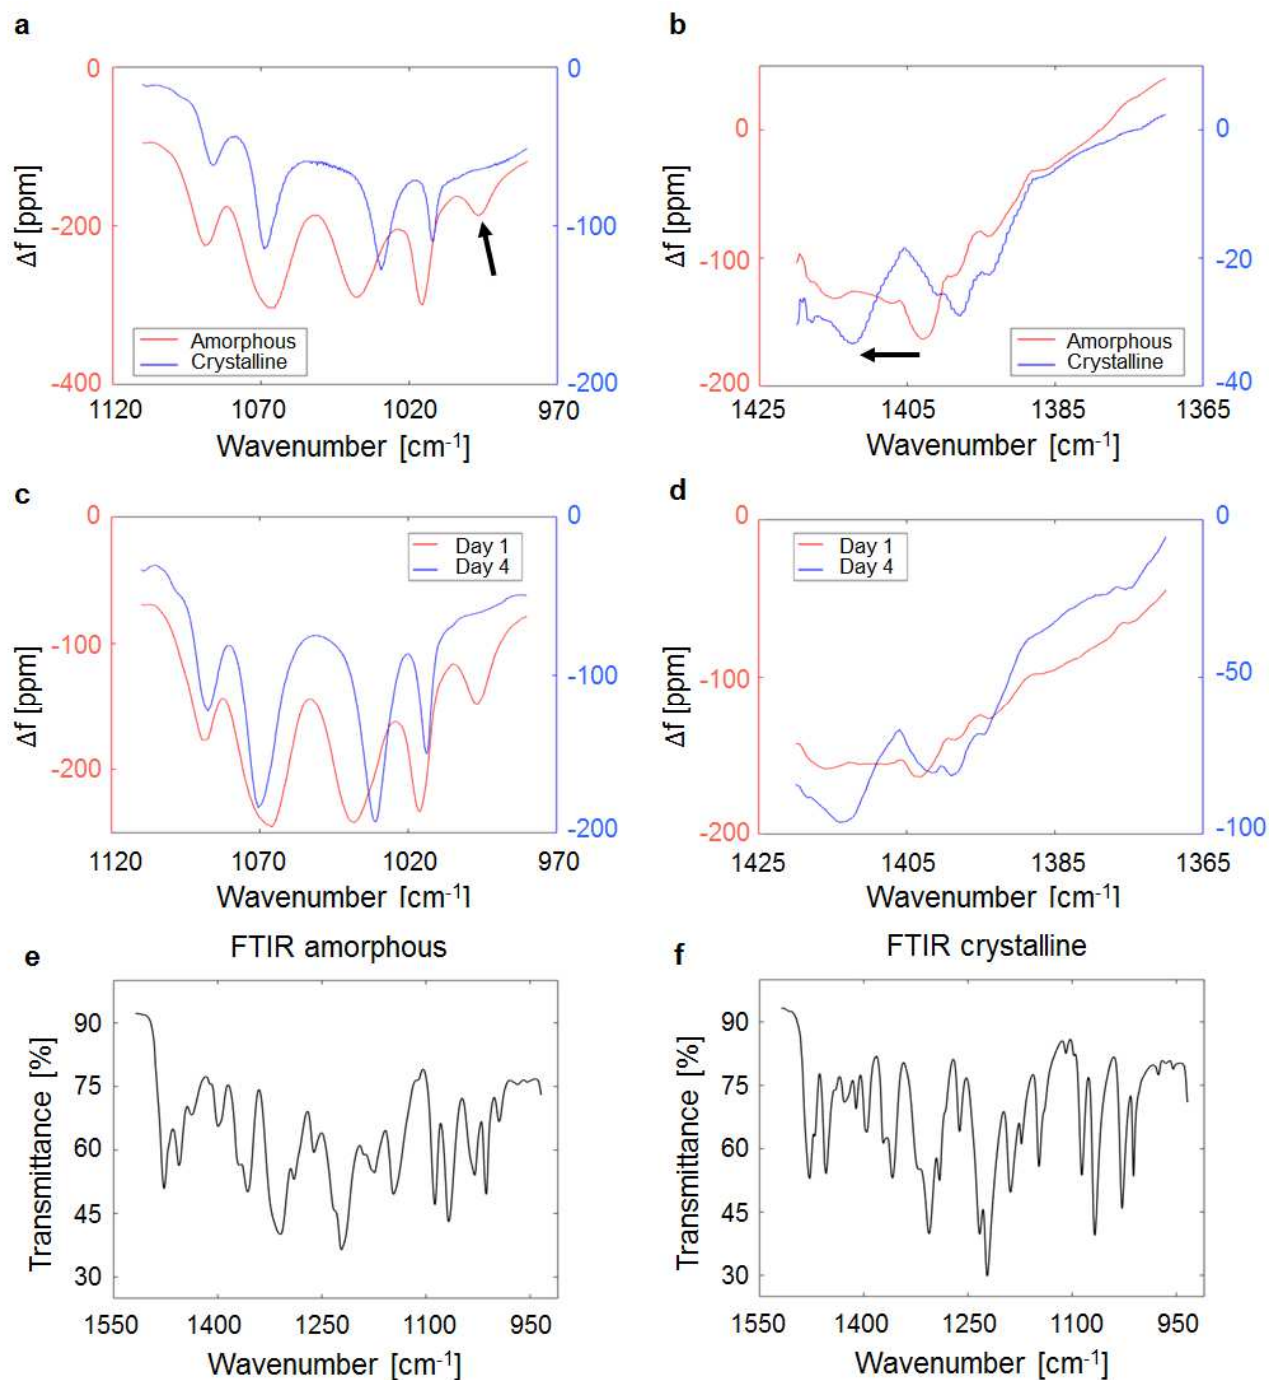 a
b
0
0
0
0
Δf [ppm]
-200
-100
Δf [ppm]
-100
-20
Amorphous
Crystalline
Amorphous
Crystalline
-400
-200
-200
-40
1120 1070 1020 970
1425 1405 1385 1365
Wavenumber [cm-1]
Wavenumber [cm-1]
c
d
0
0
0
0
Day 1
Day 4
Day 1
Day 4
Δf [ppm]
-100
-100
-200
Δf [ppm]
-100
-50
-200
-200
-100
1120 1070 1020 970
1425 1405 1385 1365
Wavenumber [cm-1]
Wavenumber [cm-1]
e
FTIR amorphous
f
FTIR crystalline
Transmittance [%]
90
75
60
45
30
Transmittance [%]
90
75
60
45
30
1550 1400 1250 1100 950
1550 1400 1250 1100 950
Wavenumber [cm-1]
Wavenumber [cm-1]